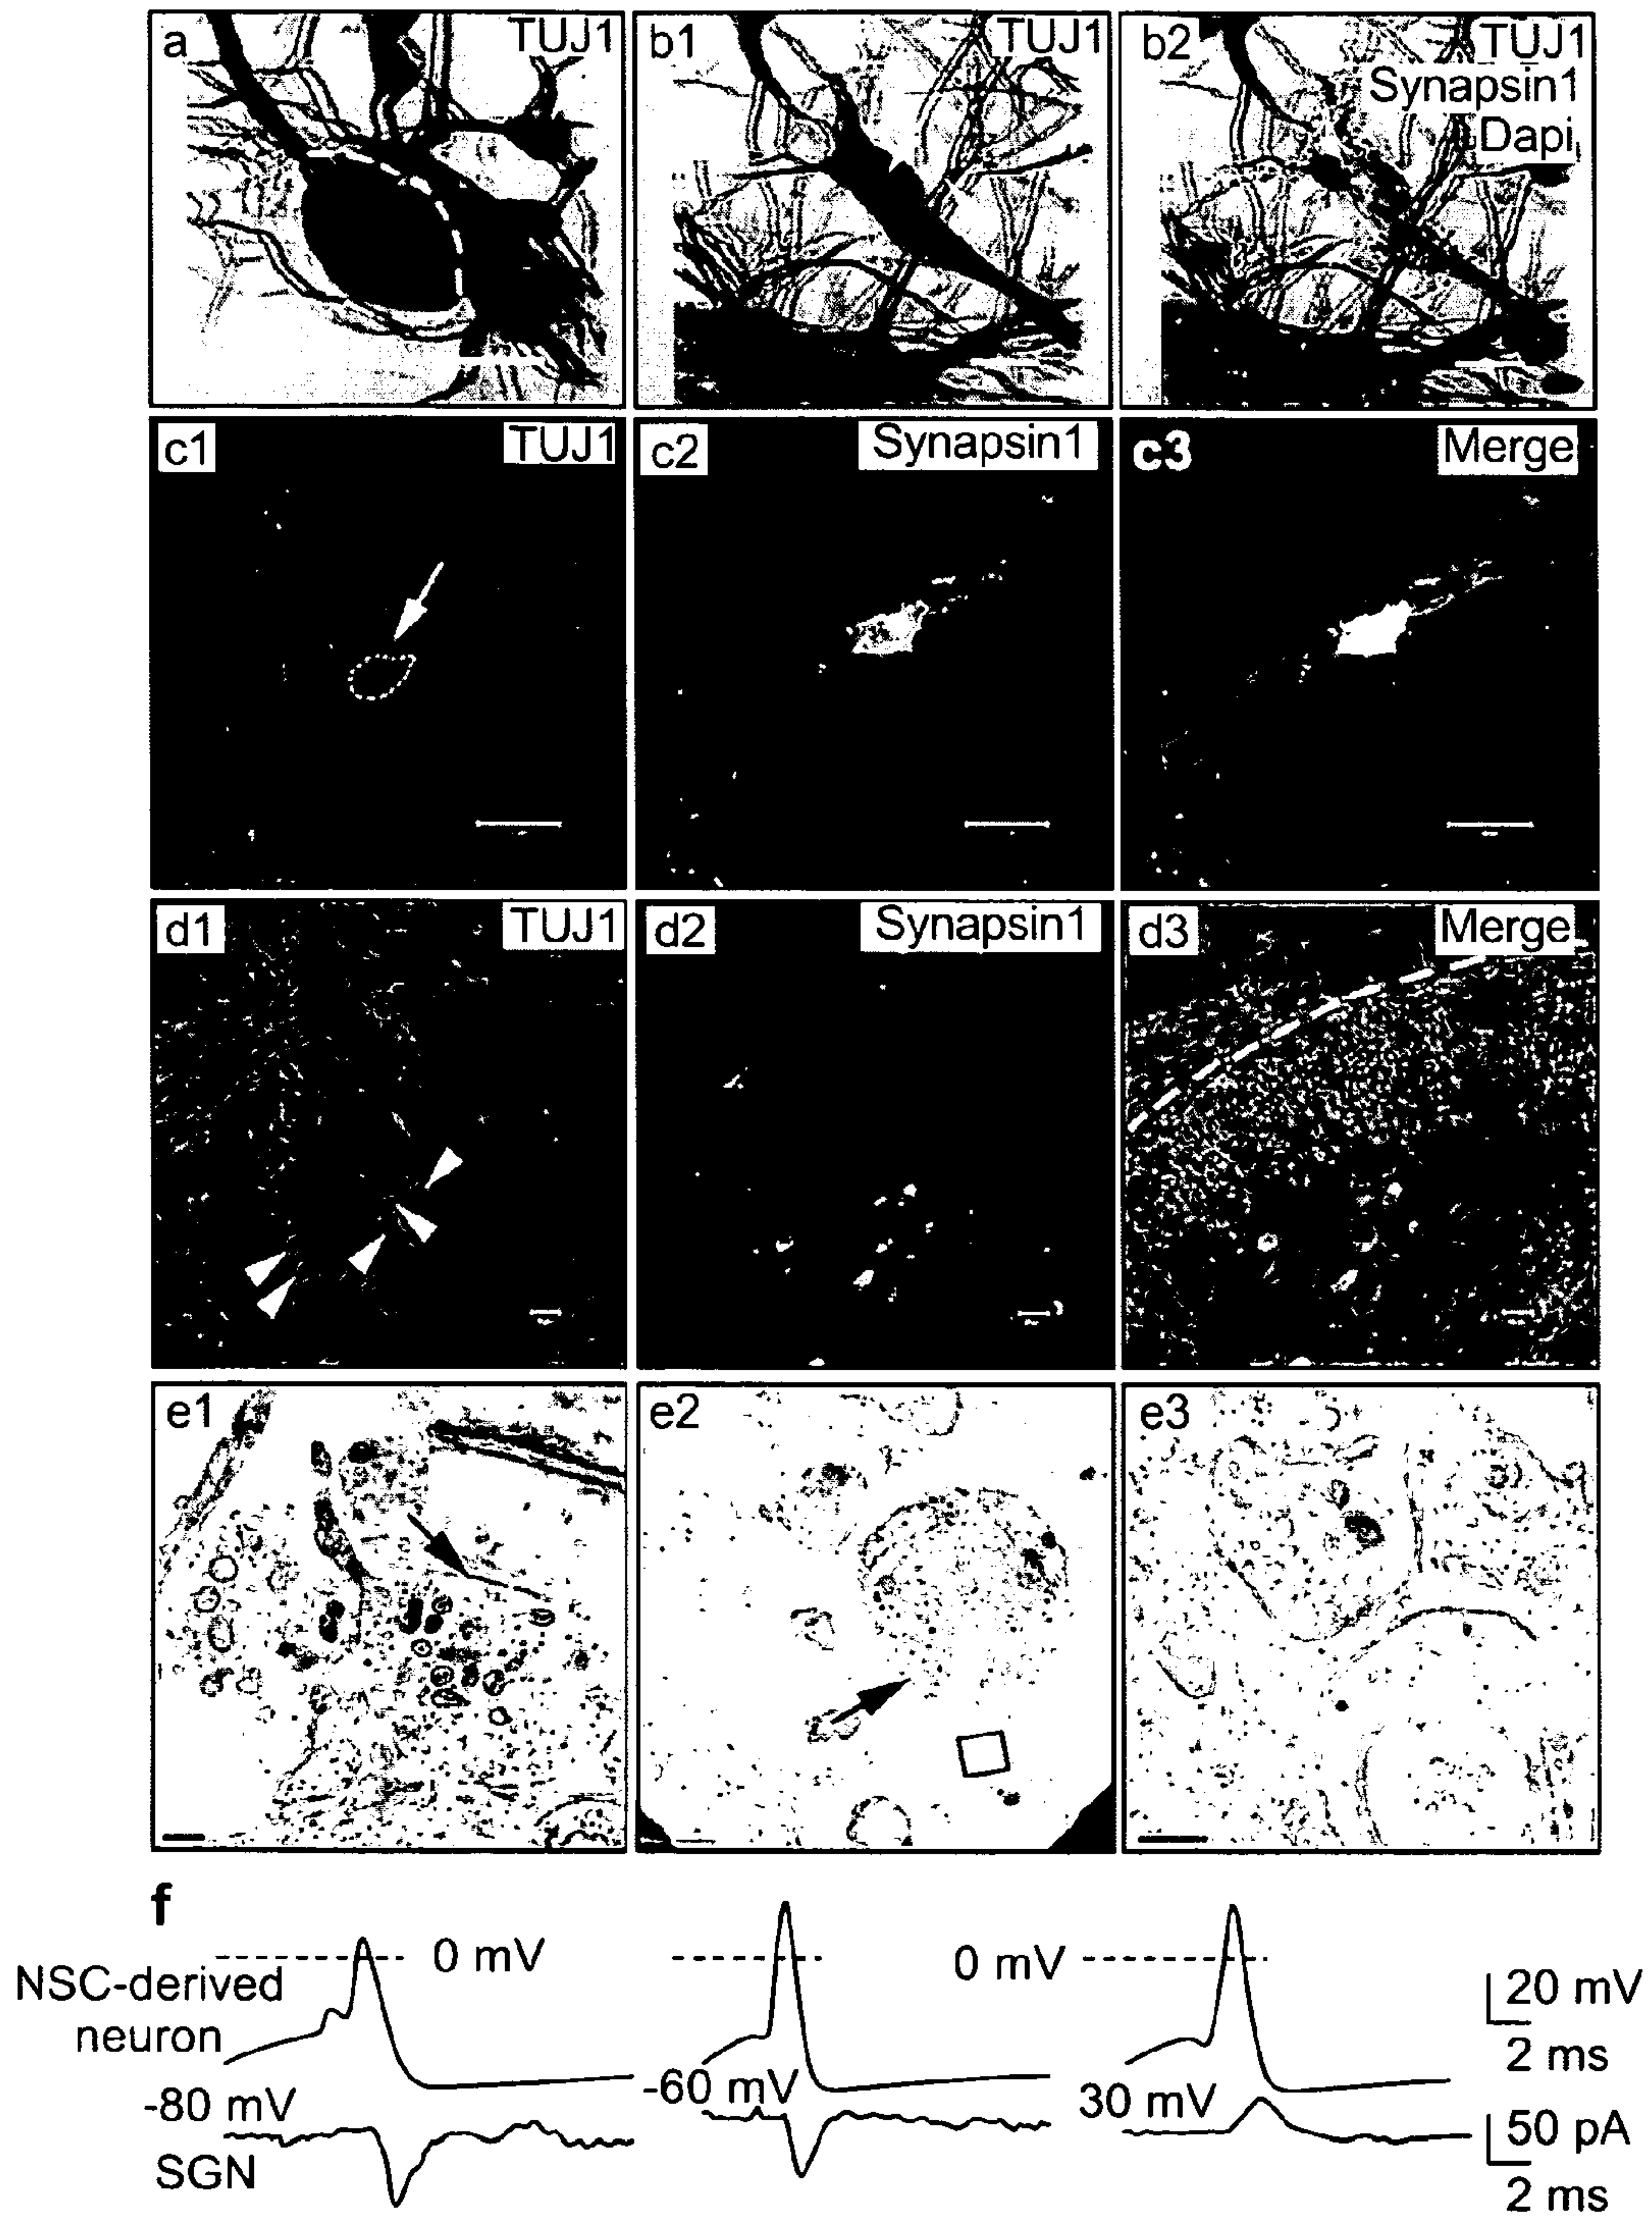 a TUJ1
b1 TUJ1
b2 TUJ1
Synapsin1
Dapi
c1 TUJ1
c2 Synapsin1
c3 Merge
d1 TUJ1
d2 Synapsin1
d3 Merge
e1
e2
e3
f
0 mV
0 mV
NSC-derived
neuron
20 mV
2 ms
-80 mV
-60 mV
30 mV
SGN
50 pA
2 ms